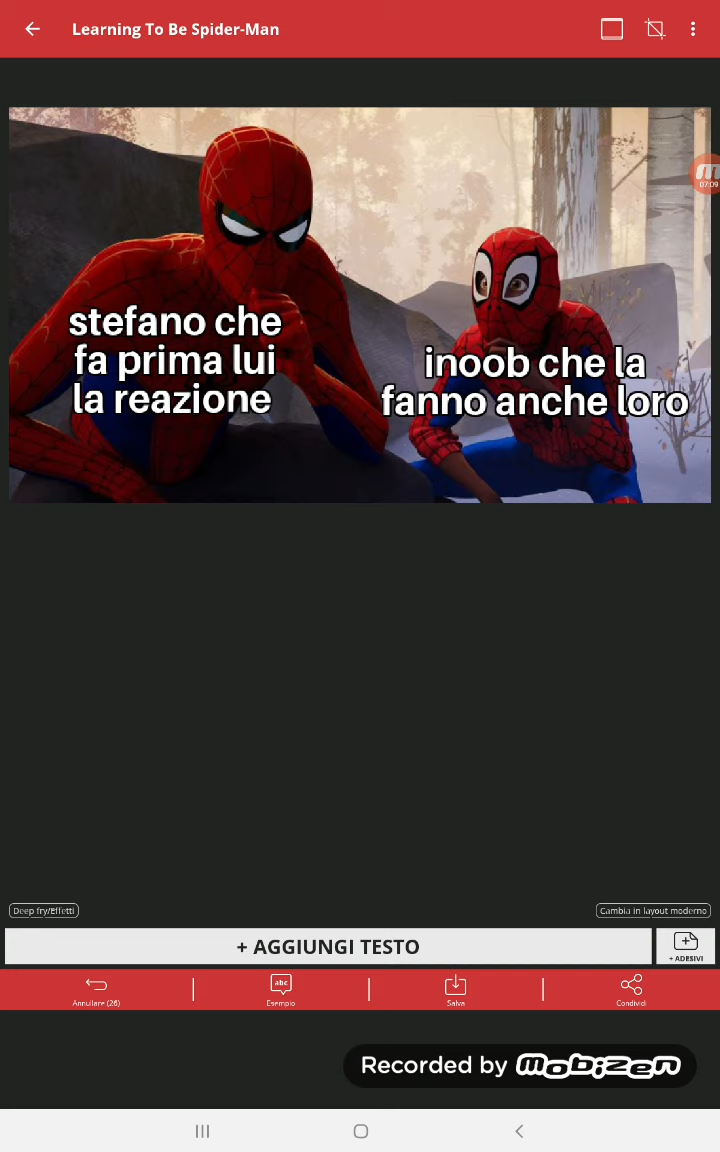 Learning To Be Spider-Man
07:09
stefano che
fa prima lui
la reazione
inoob che la
fanno anche loro
Deep fry/Effetti
Cambia in layout moderno
+ AGGIUNGI TESTO
+ ADESIVI
abc
Annullare (26)
Esempio
Salva
Condividi
Recorded by mobizen